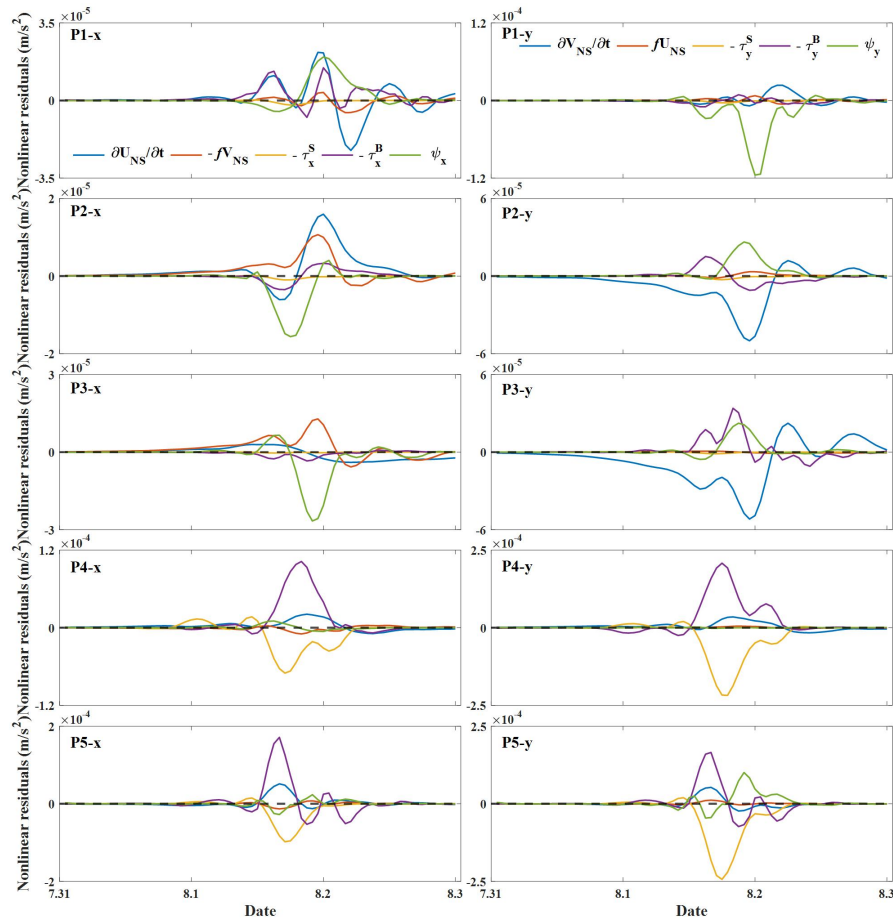 ×10⁻⁵
3.5
P1-x
0
-3.5
∂U_NS/∂t
- fV_NS
- τ_x^S
- τ_x^B
ψ_x
×10⁻⁴
1.2
P1-y
∂V_NS/∂t
fU_NS
- τ_y^S
- τ_y^B
ψ_y
0
-1.2
Nonlinear residuals (m/s²)
×10⁻⁵
2
P2-x
0
-2
×10⁻⁵
6
P2-y
0
-6
Nonlinear residuals (m/s²)
×10⁻⁵
3
P3-x
0
-3
×10⁻⁵
6
P3-y
0
-6
Nonlinear residuals (m/s²)
×10⁻⁴
1.2
P4-x
0
-1.2
×10⁻⁴
2.5
P4-y
0
-2.5
Nonlinear residuals (m/s²)
×10⁻⁴
2
P5-x
0
-2
×10⁻⁴
2.5
P5-y
0
-2.5
Nonlinear residuals (m/s²)
7.31
8.1
8.2
8.3
Date
7.31
8.1
8.2
8.3
Date